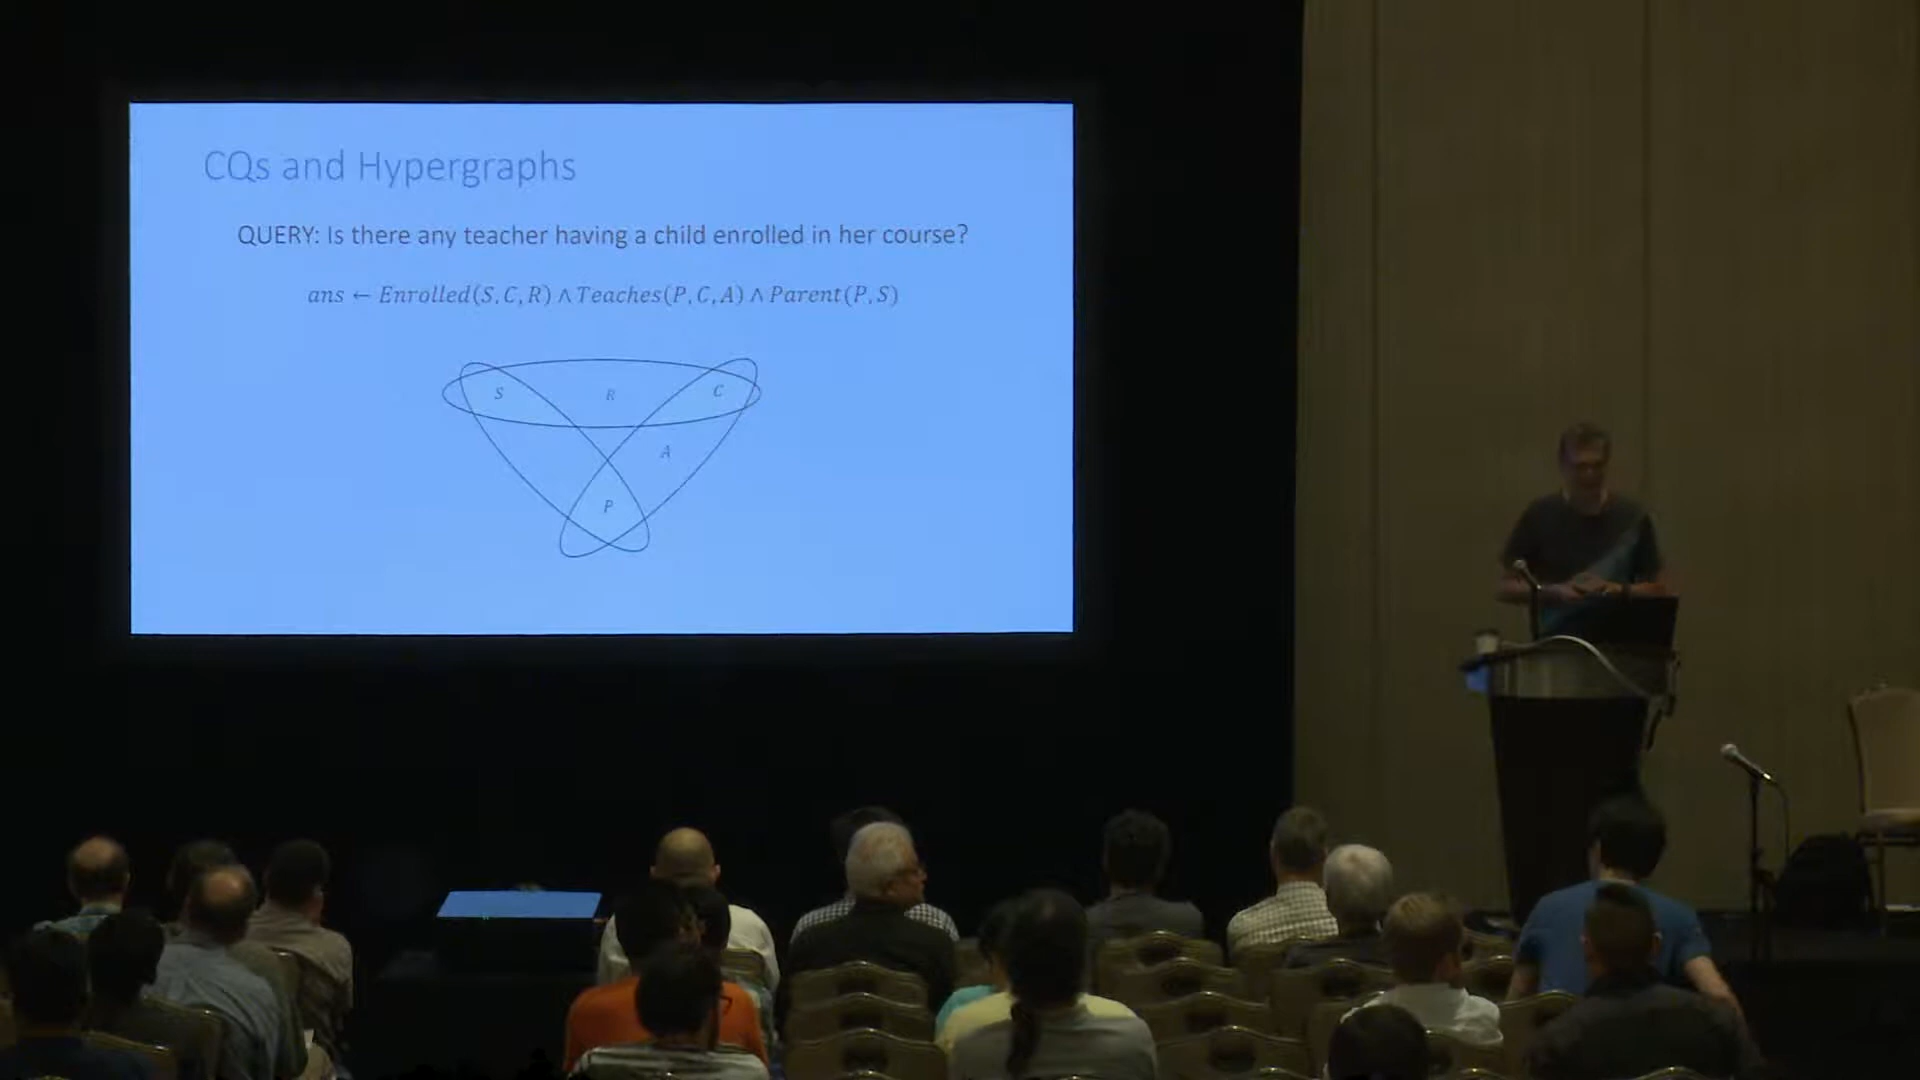 CQs and Hypergraphs
QUERY: Is there any teacher having a child enrolled in her course?
ans ← Enrolled(S, C, R) ∧ Teaches(P, C, A) ∧ Parent(P, S)
S R C
A
P